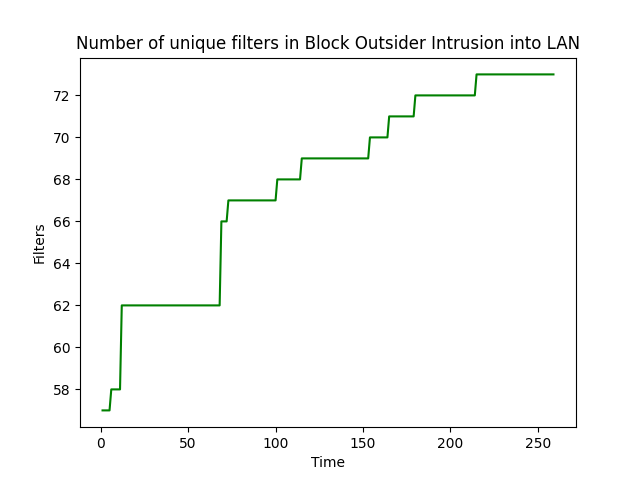 Number of unique filters in Block Outsider Intrusion into LAN
72
70
68
66
64
62
60
58
Filters
0 50 100 150 200 250
Time